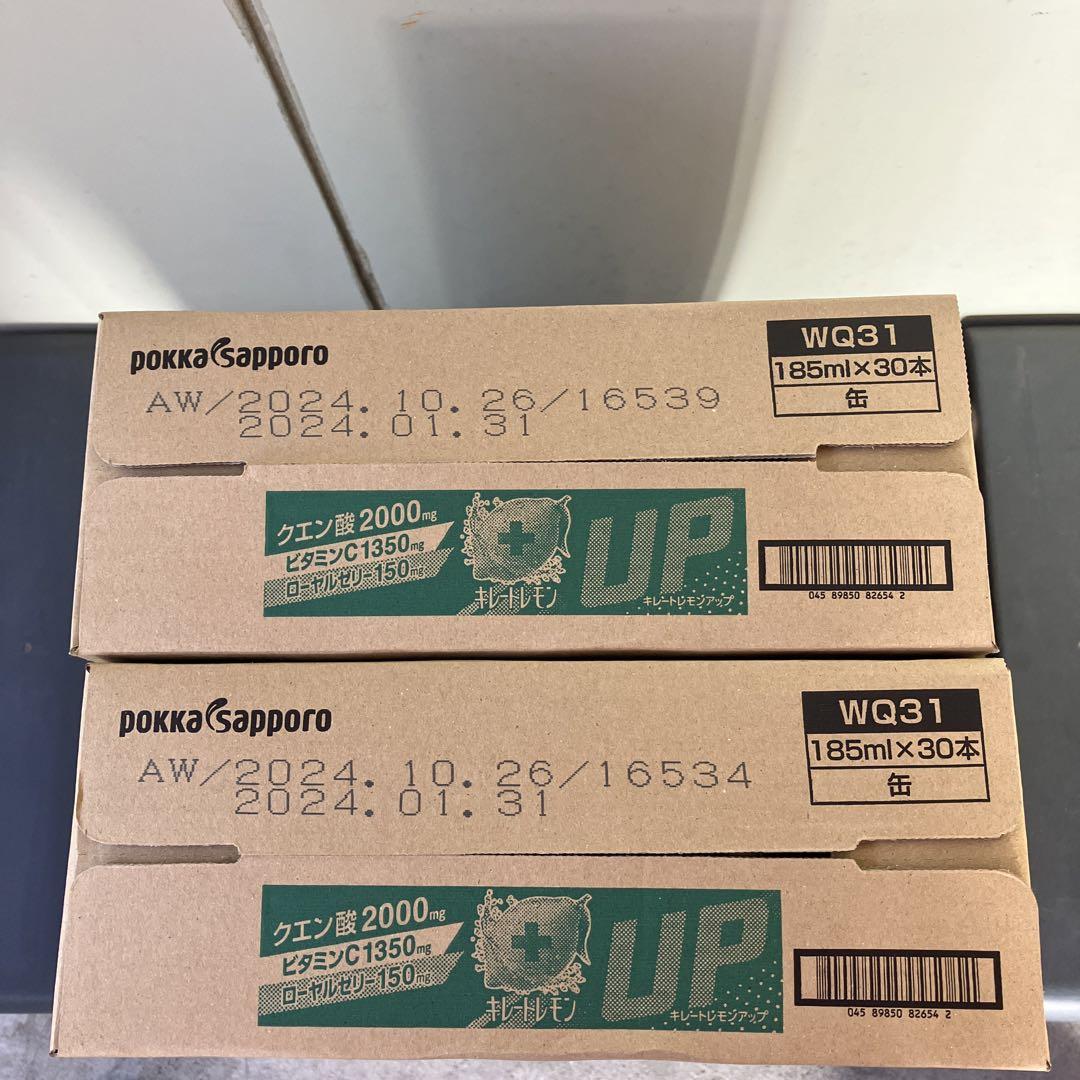 pokka sapporo
WQ31
185ml×30本
缶
AW/2024.10.26/16539
2024.01.31
クエン酸2000mg
ビタミンC1350mg
ローヤルゼリー150mg
キレートレモン
UP
キレートレモンアップ
045 89850 82654 2
pokka sapporo
WQ31
185ml×30本
缶
AW/2024.10.26/16534
2024.01.31
クエン酸2000mg
ビタミンC1350mg
ローヤルゼリー150mg
キレートレモン
UP
キレートレモンアップ
045 89850 82654 2